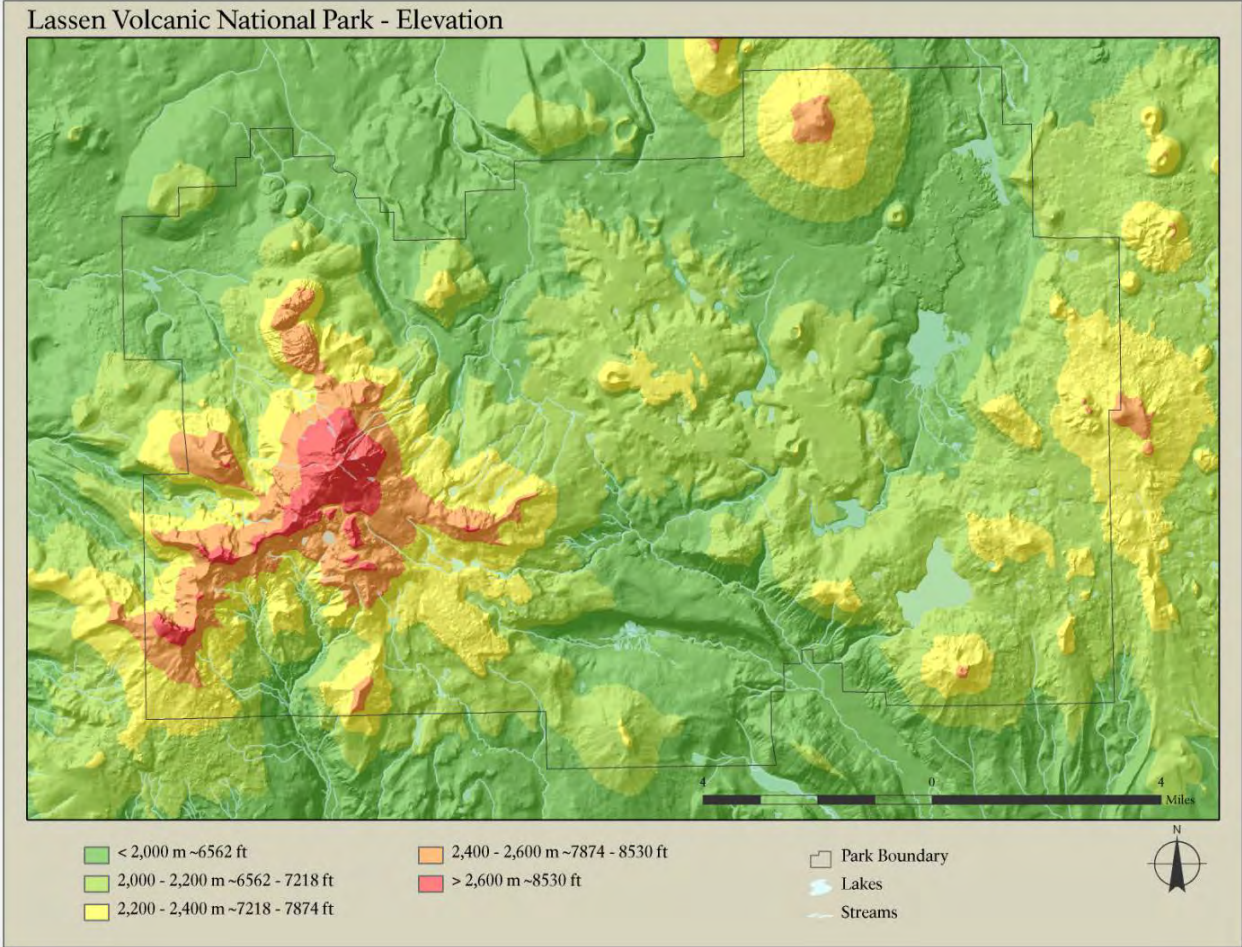 Lassen Volcanic National Park - Elevation
4 0 4
Miles
< 2,000 m ~6562 ft
2,000 - 2,200 m ~6562 - 7218 ft
2,200 - 2,400 m ~7218 - 7874 ft
2,400 - 2,600 m ~7874 - 8530 ft
> 2,600 m ~8530 ft
Park Boundary
Lakes
Streams
N